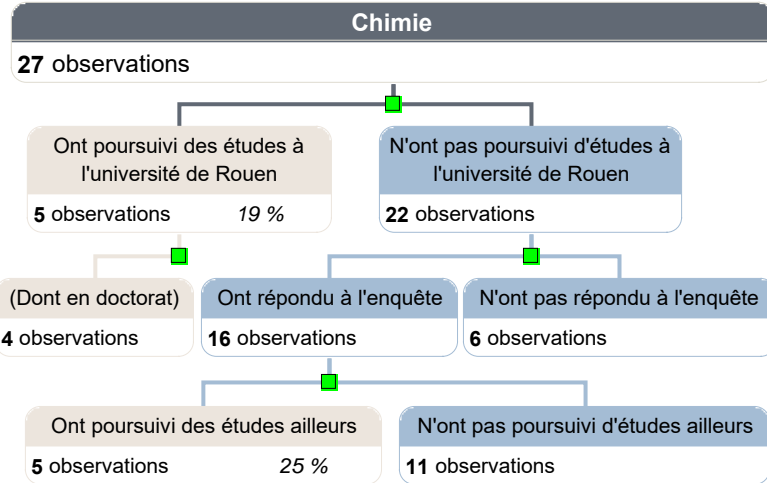 Chimie
27 observations
Ont poursuivi des études à
l'université de Rouen
5 observations 19 %
N'ont pas poursuivi d'études à
l'université de Rouen
22 observations
(Dont en doctorat)
4 observations
Ont répondu à l'enquête
16 observations
N'ont pas répondu à l'enquête
6 observations
Ont poursuivi des études ailleurs
5 observations 25 %
N'ont pas poursuivi d'études ailleurs
11 observations